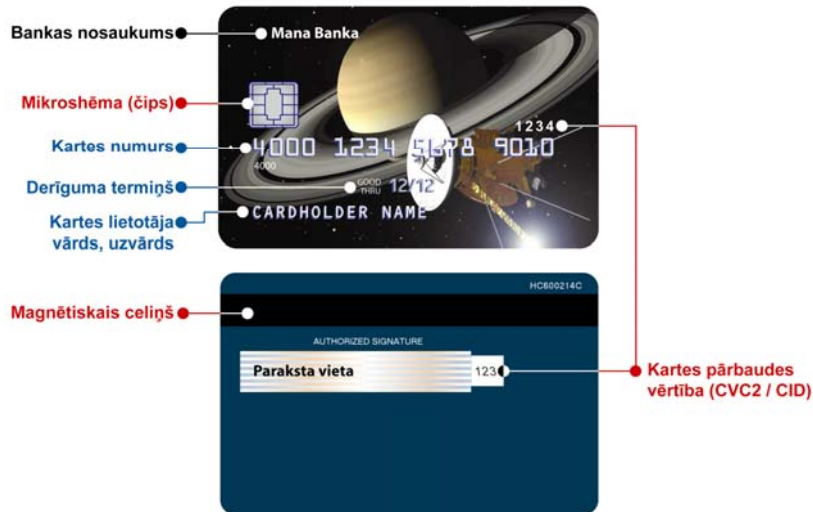 Bankas nosaukums
Mana Banka
Mikroshēma (čips)
1234
Kartes numurs
4000 1234 5678 9010
4000
Derīguma termiņš
GOOD THRU 12/12
Kartes lietotāja
vārds, uzvārds
CARDHOLDER NAME
HC600214C
Magnētiskais celiņš
AUTHORIZED SIGNATURE
Paraksta vieta
123
Kartes pārbaudes
vērtība (CVC2 / CID)